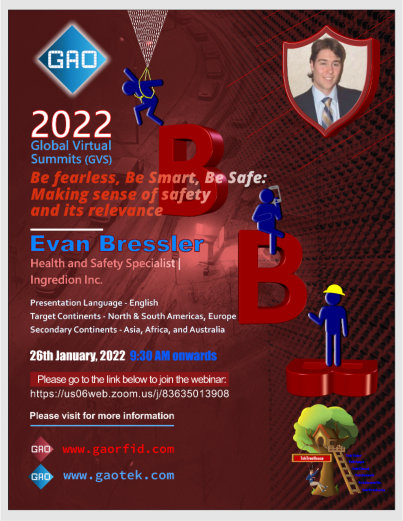 GAO
2022
Global Virtual
Summits (GVS)
Be fearless, Be Smart, Be Safe:
Making sense of safety
and its relevance
B
B
Evan Bressler
Health and Safety Specialist |
Ingredion Inc.
Presentation Language - English
Target Continents - North & South Americas, Europe
Secondary Continents - Asia, Africa, and Australia
26th January, 2022 9:30 AM onwards
Please go to the link below to join the webinar:
https://us06web.zoom.us/j/83635013908
Please visit for more information
GAO www.gaorfid.com
GAO www.gaotek.com